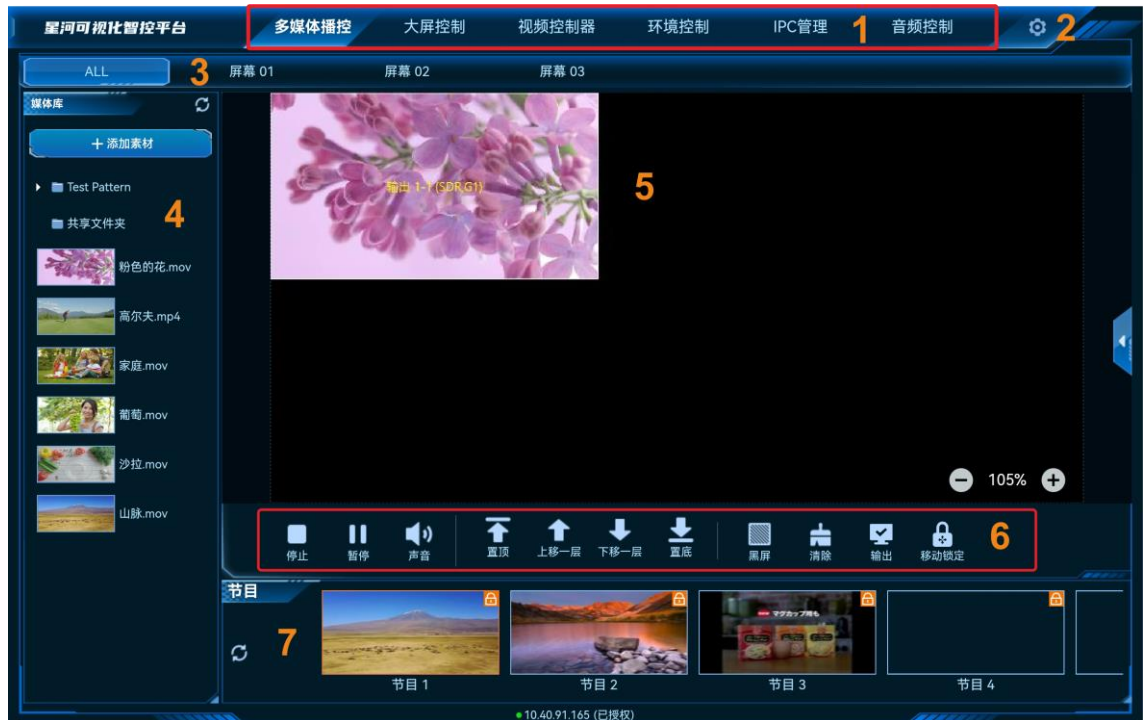 星河可视化智控平台
多媒体播控 大屏控制 视频控制器 环境控制 IPC管理 1 音频控制 2
ALL 3 屏幕 01 屏幕 02 屏幕 03
媒体库
+ 添加素材
Test Pattern
共享文件夹
4
粉色的花.mov
高尔夫.mp4
家庭.mov
葡萄.mov
沙拉.mov
山脉.mov
输出 1-1 (SDR,G1)
5
105%
停止 暂停 声音 置顶 上移一层 下移一层 置底 黑屏 清除 输出 移动锁定 6
节目
7
マグカップ用も
节目 1 节目 2 节目 3 节目 4
10.40.91.165 (已授权)